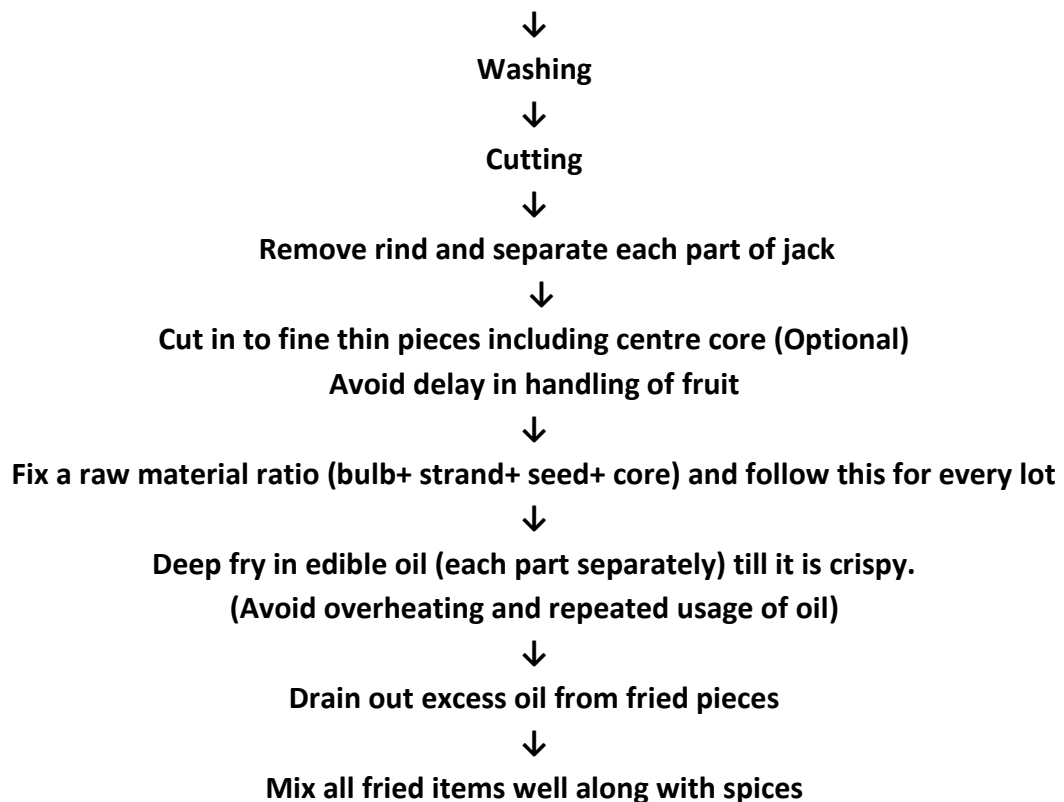 ↓
Washing
↓
Cutting
↓
Remove rind and separate each part of jack
↓
Cut in to fine thin pieces including centre core (Optional)
Avoid delay in handling of fruit
↓
Fix a raw material ratio (bulb+ strand+ seed+ core) and follow this for every lot
↓
Deep fry in edible oil (each part separately) till it is crispy.
(Avoid overheating and repeated usage of oil)
↓
Drain out excess oil from fried pieces
↓
Mix all fried items well along with spices